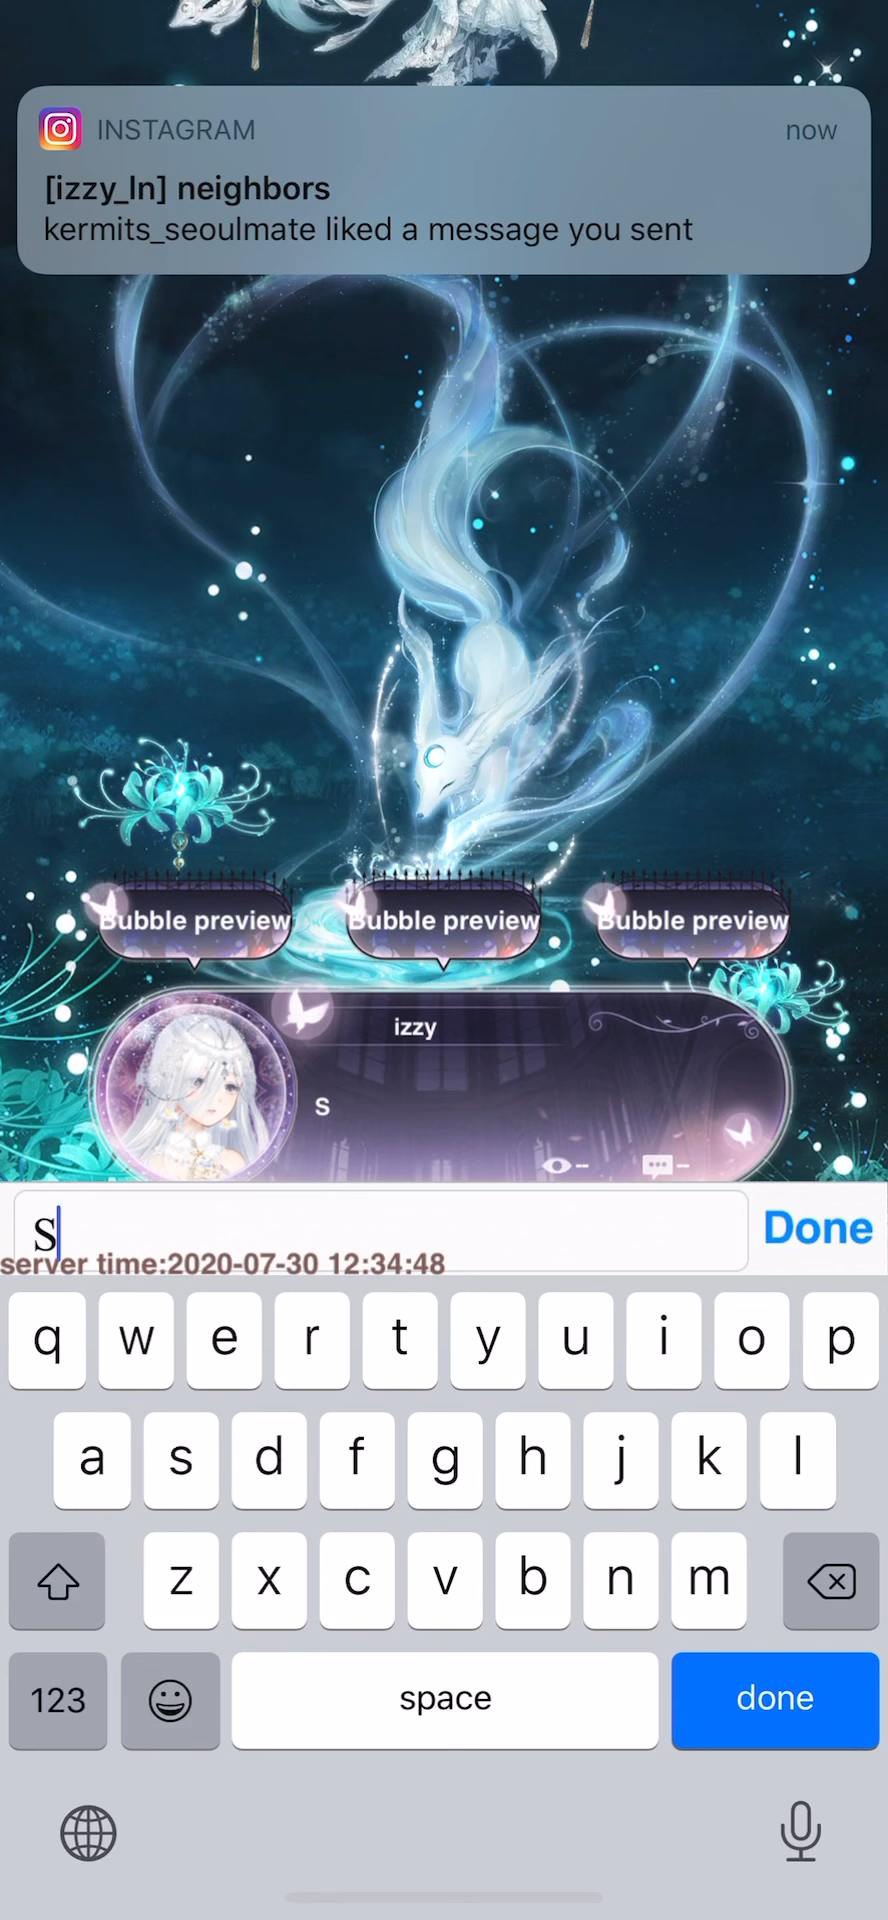 INSTAGRAM now
[izzy_ln] neighbors
kermits_seoulmate liked a message you sent
Bubble preview Bubble preview Bubble preview
izzy
S
S Done
server time:2020-07-30 12:34:48
q w e r t y u i o p
a s d f g h j k l
z x c v b n m
123 space done